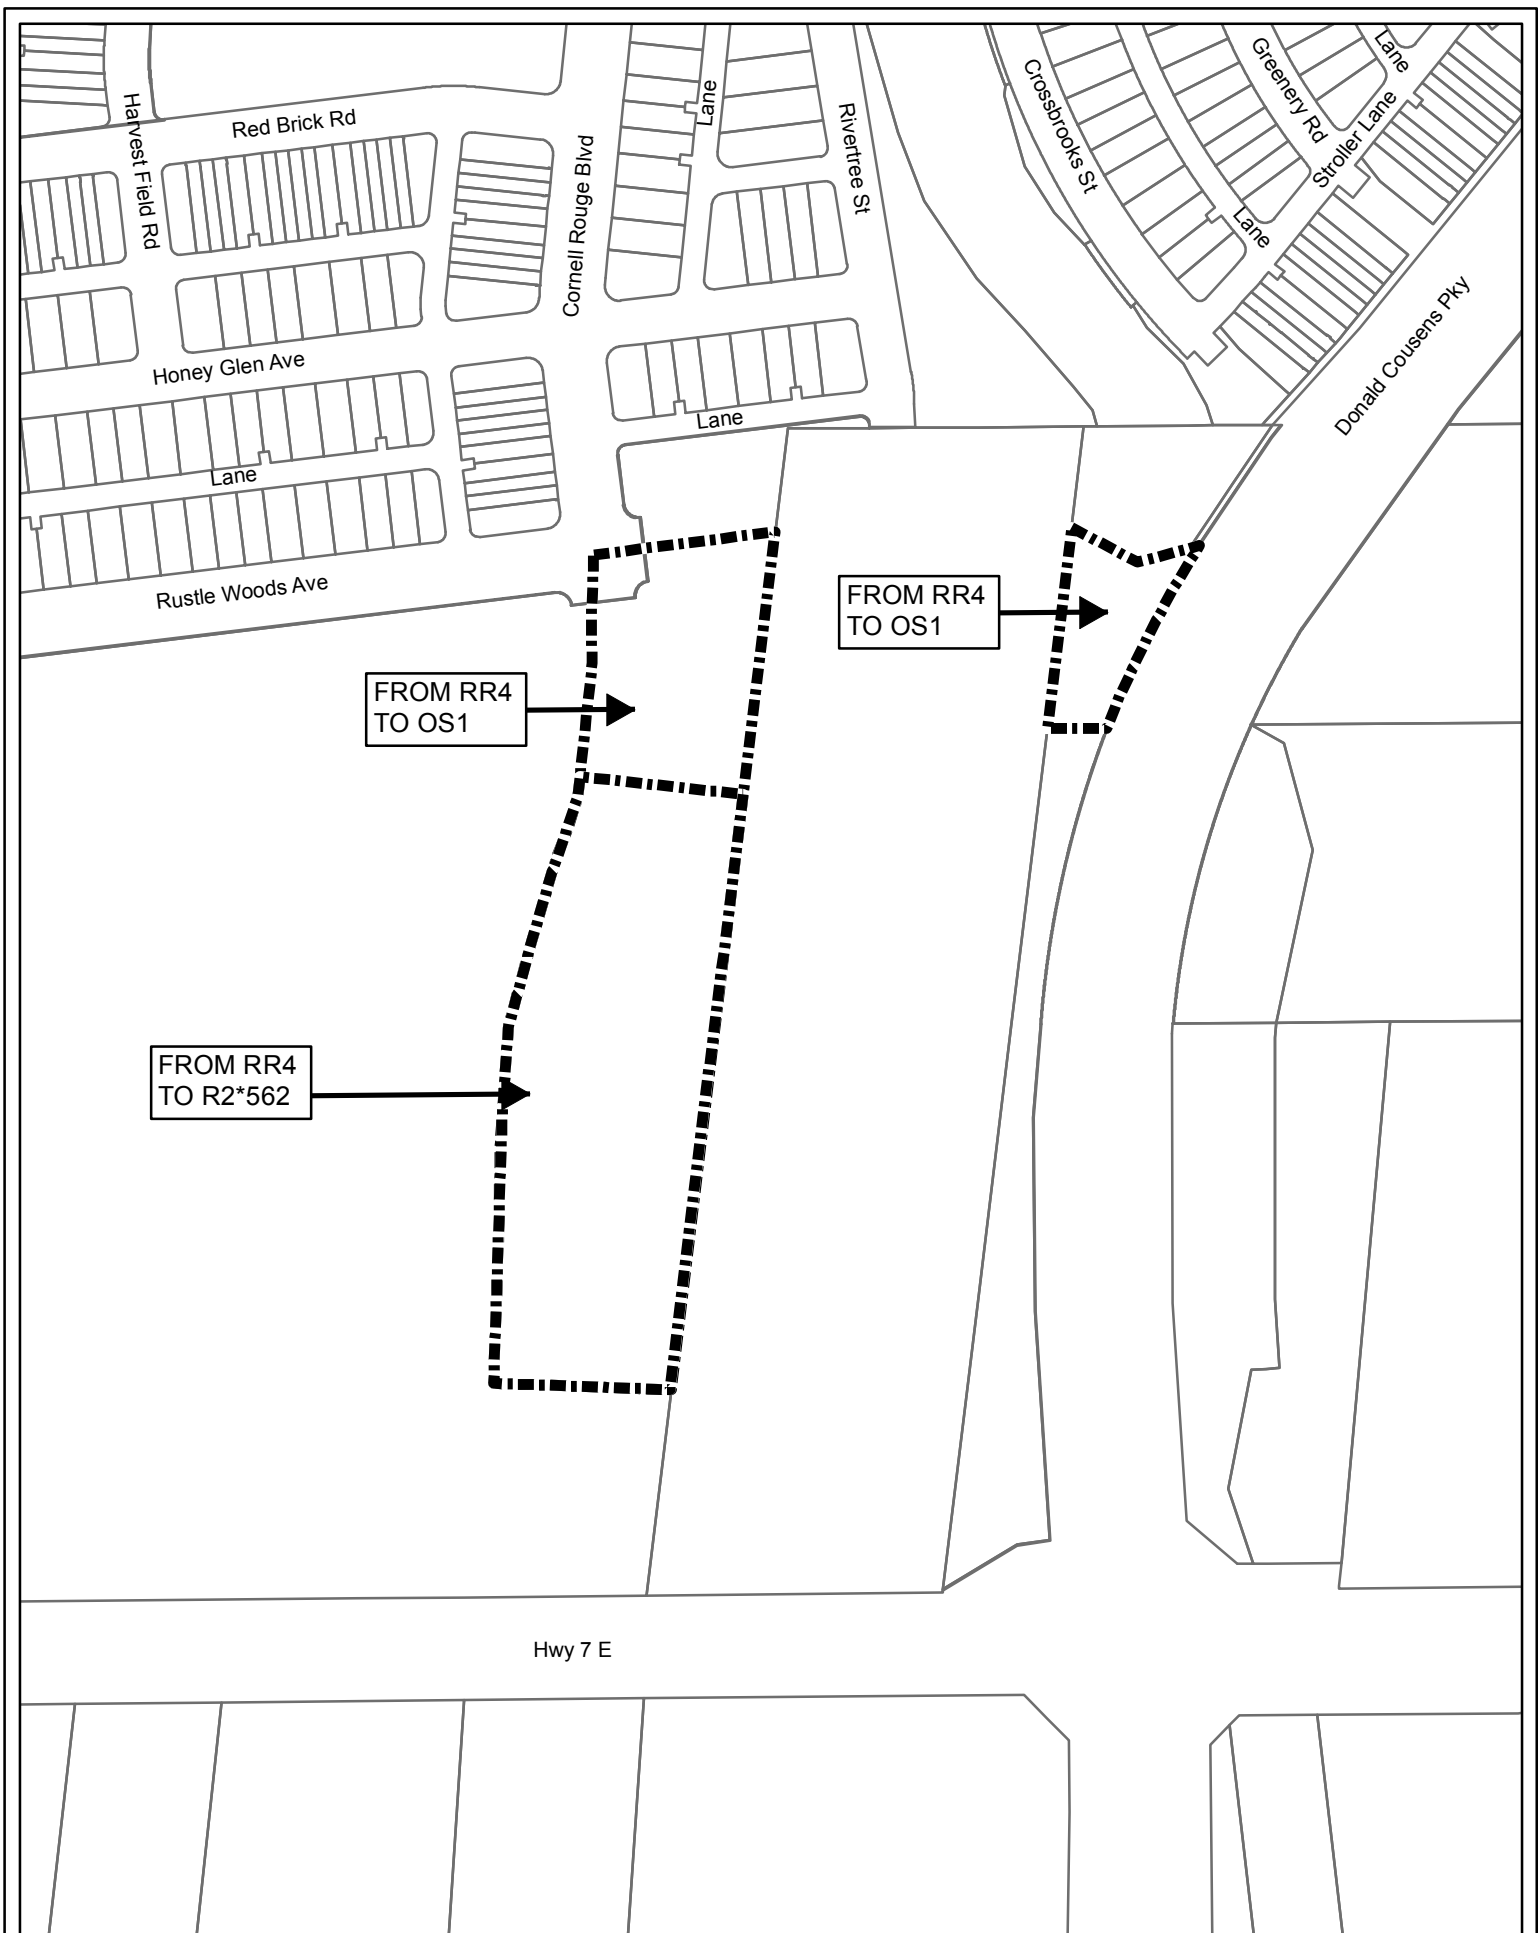 Harvest Field Rd
Red Brick Rd
Cornell Rouge Blvd
Lane
Rivertree St
Crossbrooks St
Greenery Rd
Lane
Stroller Lane
Lane
Donald Cousens Pky
Honey Glen Ave
Lane
Lane
Rustle Woods Ave
FROM RR4
TO OS1
FROM RR4
TO OS1
FROM RR4
TO R2*562
Hwy 7 E